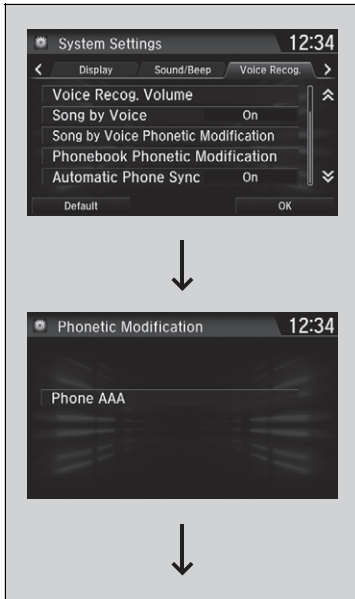 System Settings 12:34
Display Sound/Beep Voice Recog.
Voice Recog. Volume
Song by Voice On
Song by Voice Phonetic Modification
Phonebook Phonetic Modification
Automatic Phone Sync On
Default OK
Phonetic Modification 12:34
Phone AAA